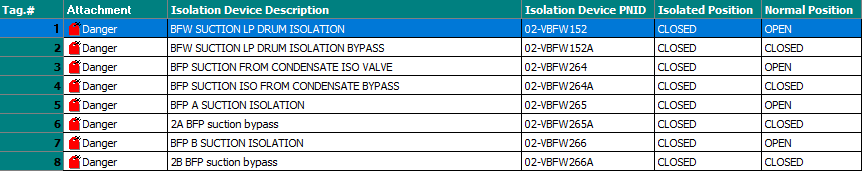 Tag.# Attachment Isolation Device Description Isolation Device PNID Isolated Position Normal Position
1 Danger BFW SUCTION LP DRUM ISOLATION 02-VBFW152 CLOSED OPEN
2 Danger BFW SUCTION LP DRUM ISOLATION BYPASS 02-VBFW152A CLOSED CLOSED
3 Danger BFP SUCTION FROM CONDENSATE ISO VALVE 02-VBFW264 CLOSED OPEN
4 Danger BFP SUCTION ISO FROM CONDENSATE BYPASS 02-VBFW264A CLOSED CLOSED
5 Danger BFP A SUCTION ISOLATION 02-VBFW265 CLOSED OPEN
6 Danger 2A BFP suction bypass 02-VBFW265A CLOSED CLOSED
7 Danger BFP B SUCTION ISOLATION 02-VBFW266 CLOSED OPEN
8 Danger 2B BFP suction bypass 02-VBFW266A CLOSED CLOSED